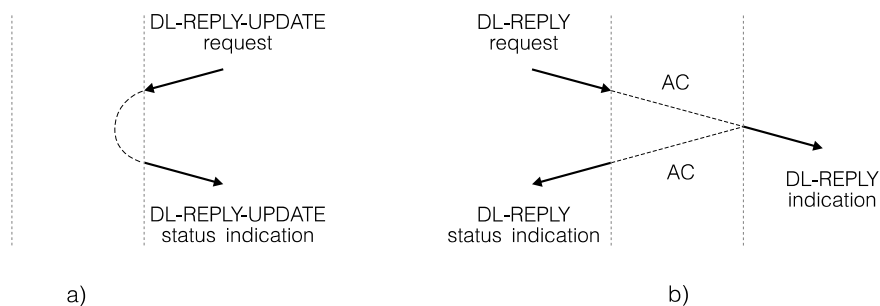 DL-REPLY-UPDATE
request
DL-REPLY-UPDATE
status indication
a)
DL-REPLY
request
AC
AC
DL-REPLY
indication
DL-REPLY
status indication
b)